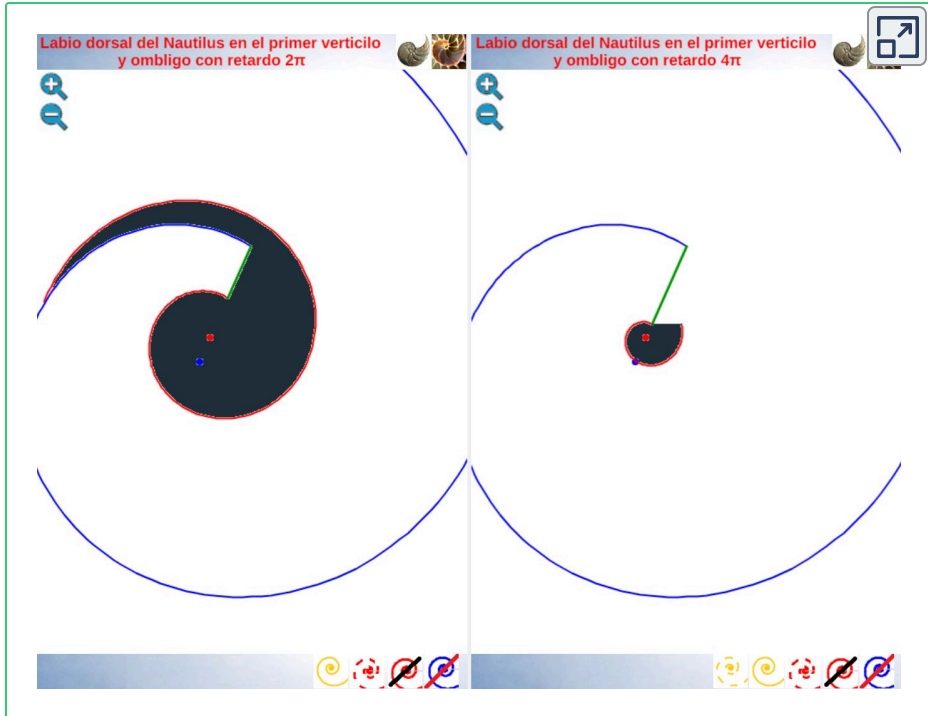 Labio dorsal del Nautilus en el primer verticilo
y ombligo con retardo 2π
Labio dorsal del Nautilus en el primer verticilo
y ombligo con retardo 4π